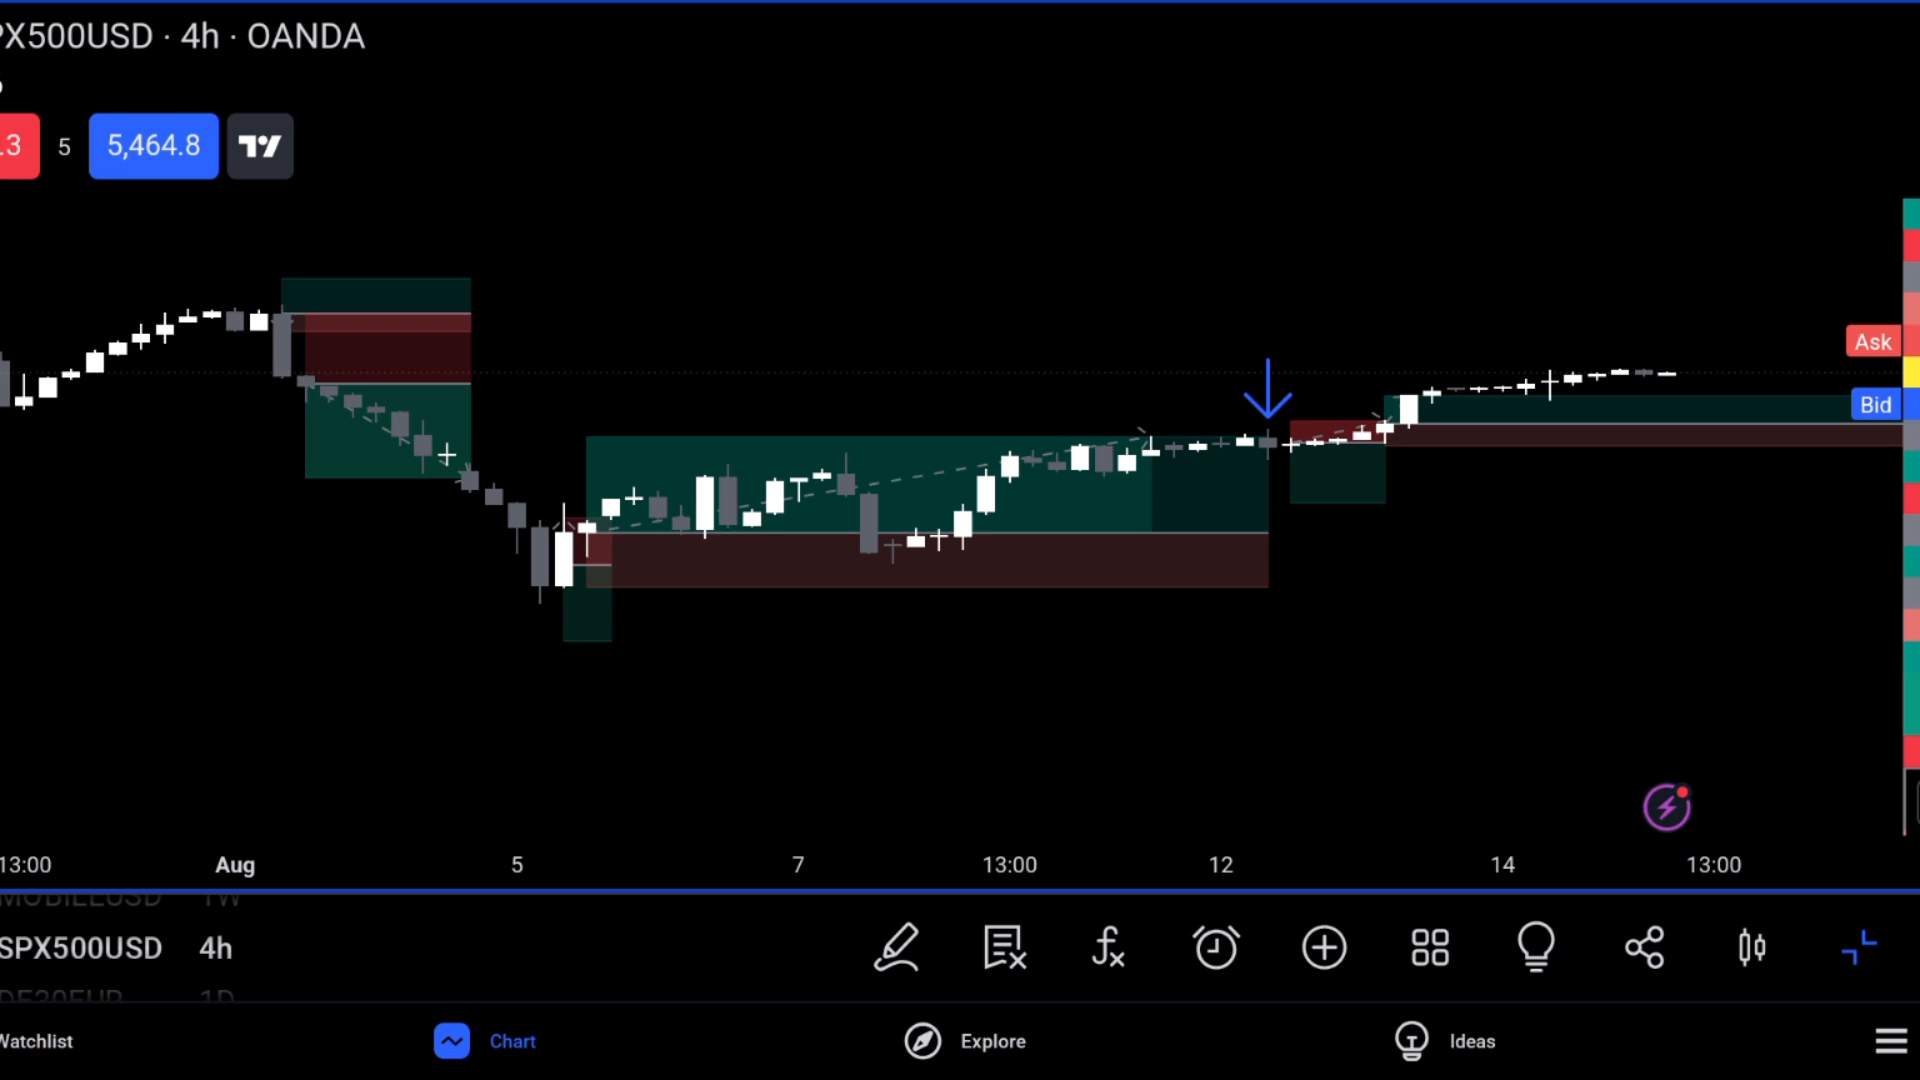 PX500USD · 4h · OANDA
.3 5 5,464.8
Ask
Bid
13:00 Aug 5 7 13:00 12 14 13:00
SPX500USD 4h
Watchlist Chart Explore Ideas